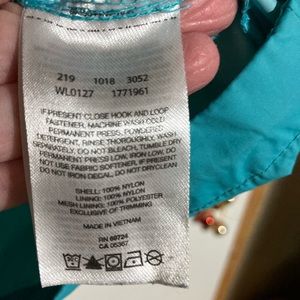 219 1018 3052
WL0127 1771961
IF PRESENT CLOSE HOOK AND LOOP
FASTENER, MACHINE WASH COLD
PERMANENT PRESS, POWDERED
DETERGENT, RINSE THOROUGHLY, WASH
SEPARATELY. DO NOT BLEACH, TUMBLE DRY
PERMANENT PRESS LOW, IRON LOW, DO
NOT USE FABRIC SOFTENER, IF PRESENT
DO NOT IRON DECAL, DO NOT DRYCLEAN
SHELL: 100% NYLON
LINING: 100% NYLON
MESH LINING: 100% POLYESTER
EXCLUSIVE OF TRIMMING
MADE IN VIETNAM
RN 69724
CA 05367